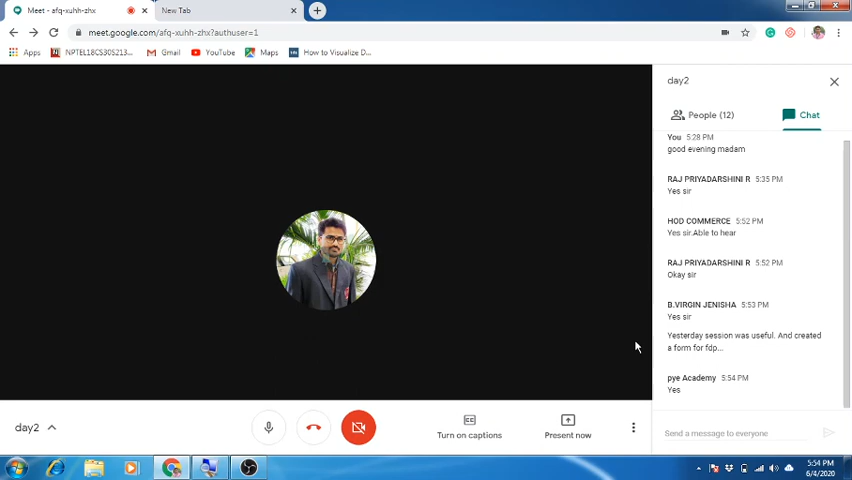 Meet - afq-xuhh-zhx
New Tab
meet.google.com/afq-xuhh-zhx?authuser=1
Apps
NPTEL18CS30S213...
Gmail
YouTube
Maps
How to Visualize D...
day2
People (12)
Chat
You 5:28 PM
good evening madam
RAJ PRIYADARSHINI R 5:35 PM
Yes sir
HOD COMMERCE 5:52 PM
Yes sir.Able to hear
RAJ PRIYADARSHINI R 5:52 PM
Okay sir
B.VIRGIN JENISHA 5:53 PM
Yes sir
Yesterday session was useful. And created
a form for fdp...
pye Academy 5:54 PM
Yes
Send a message to everyone
day2
Turn on captions
Present now
5:54 PM
6/4/2020